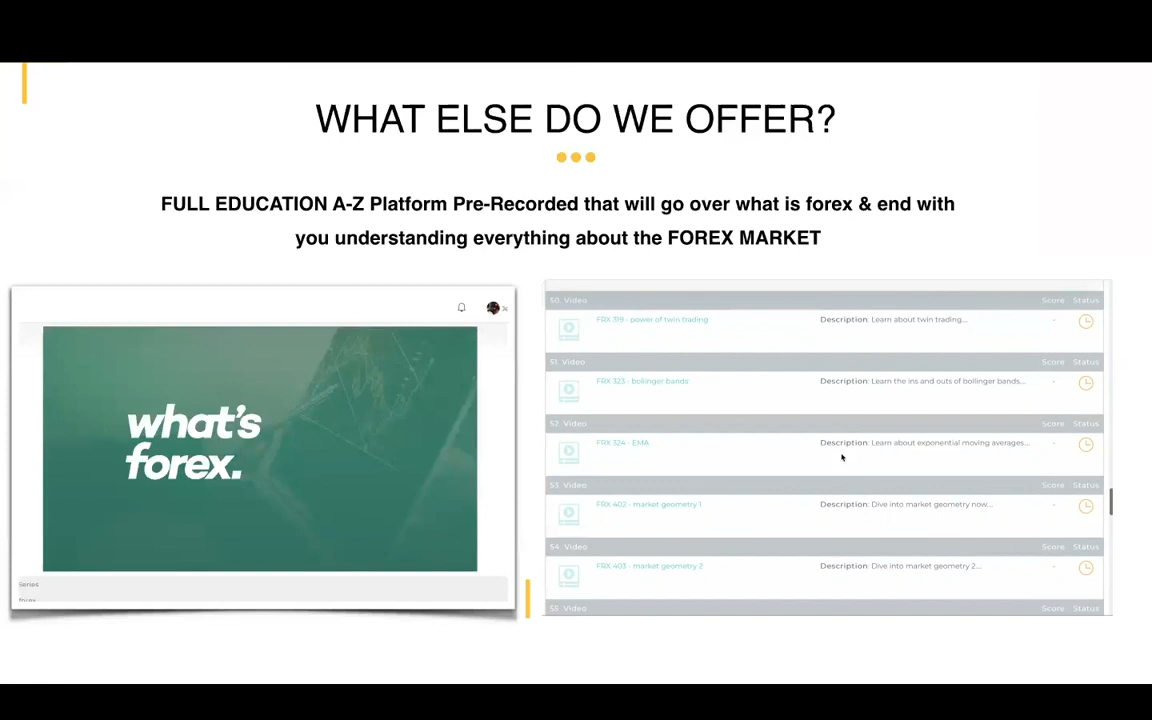 WHAT ELSE DO WE OFFER?
FULL EDUCATION A-Z Platform Pre-Recorded that will go over what is forex & end with
you understanding everything about the FOREX MARKET
what's
forex.
Series
50. Video Score Status
FRX 319 - power of twin trading Description: Learn about twin trading... -
51. Video Score Status
FRX 323 - bollinger bands Description: Learn the ins and outs of bollinger bands... -
52. Video Score Status
FRX 324 - EMA Description: Learn about exponential moving averages... -
53. Video Score Status
FRX 402 - market geometry 1 Description: Dive into market geometry now... -
54. Video Score Status
FRX 403 - market geometry 2 Description: Dive into market geometry 2... -
55. Video Score Status